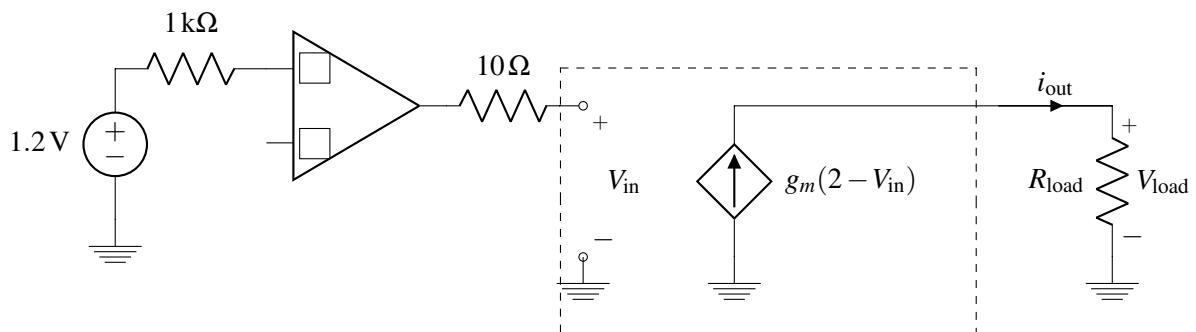 1 kΩ
10 Ω
i_out
1.2 V
+
−
+
V_in
−
g_m(2 − V_in)
R_load
+
V_load
−